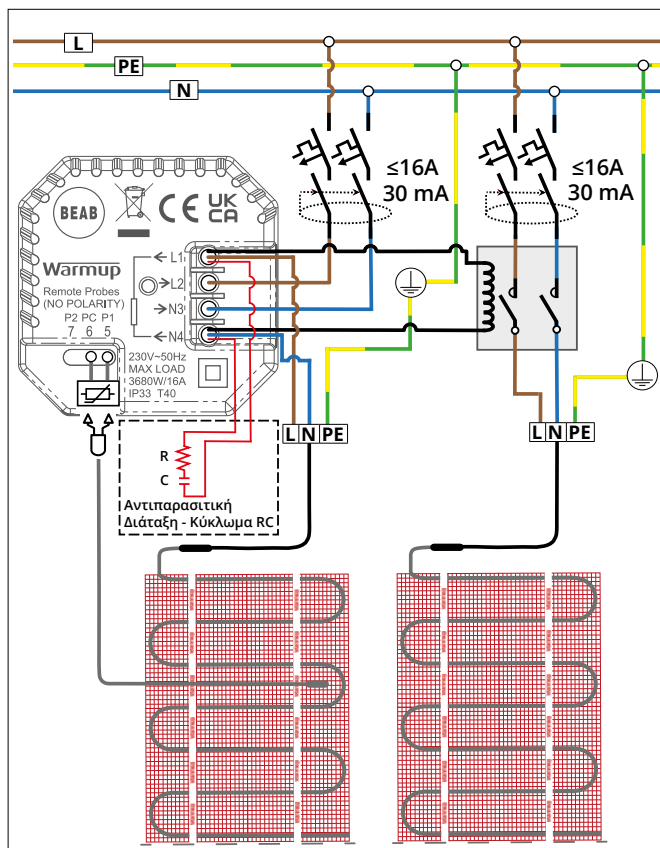 L
PE
N
≤16A
30 mA
≤16A
30 mA
BEAB
CE
UK
CA
Warmup
Remote Probes
(NO POLARITY)
P2 PC P1
7 6 5
L1
L2
N3
N4
230V~50Hz
MAX LOAD
3680W/16A
IP33 T40
L N PE
L N PE
R
C
Αντιπαρασιτική
Διάταξη - Κύκλωμα RC